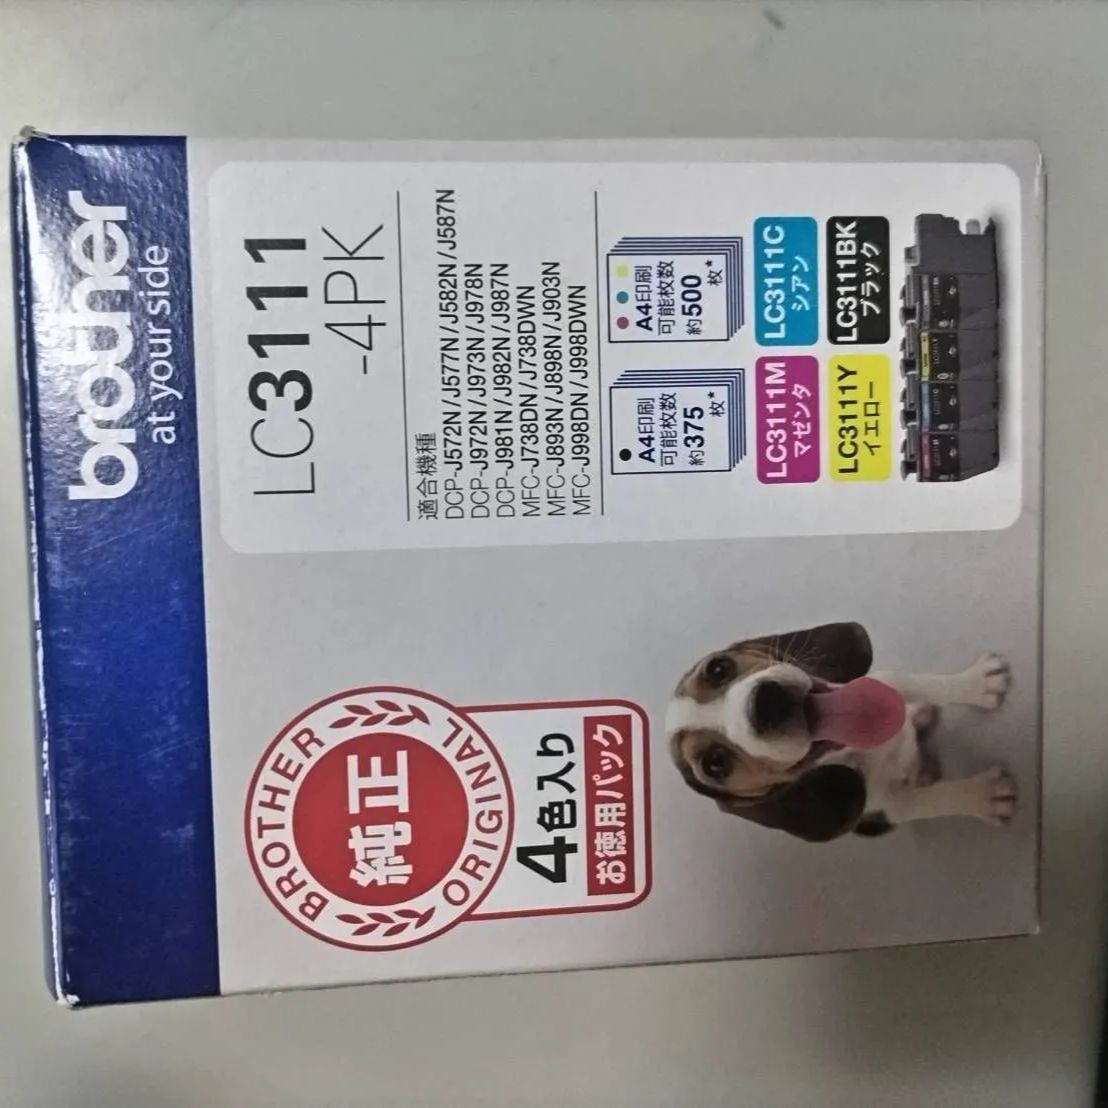 brother
at your side
BROTHER
純正
ORIGINAL
4色入り
お徳用パック
LC3111
-4PK
適合機種
DCP-J572N / J577N / J582N / J587N
DCP-J972N / J973N / J978N
DCP-J981N / J982N / J987N
MFC-J738DN / J738DWN
MFC-J893N / J898N / J903N
MFC-J998DN / J998DWN
A4印刷
可能枚数
約375
枚*
A4印刷
可能枚数
約500
枚*
LC3111M
マゼンタ
LC3111C
シアン
LC3111Y
イエロー
LC3111BK
ブラック